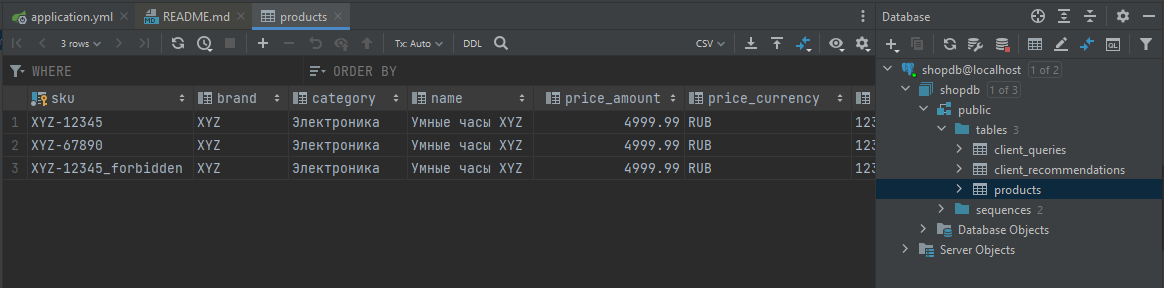 application.yml README.md products Database
3 rows Tx: Auto DDL CSV QL
WHERE ORDER BY
sku brand category name price_amount price_currency
1 XYZ-12345 XYZ Электроника Умные часы XYZ 4999.99 RUB 123
2 XYZ-67890 XYZ Электроника Умные часы XYZ 4999.99 RUB 123
3 XYZ-12345_forbidden XYZ Электроника Умные часы XYZ 4999.99 RUB 123
shopdb@localhost 1 of 2
shopdb 1 of 3
public
tables 3
client_queries
client_recommendations
products
sequences 2
Database Objects
Server Objects